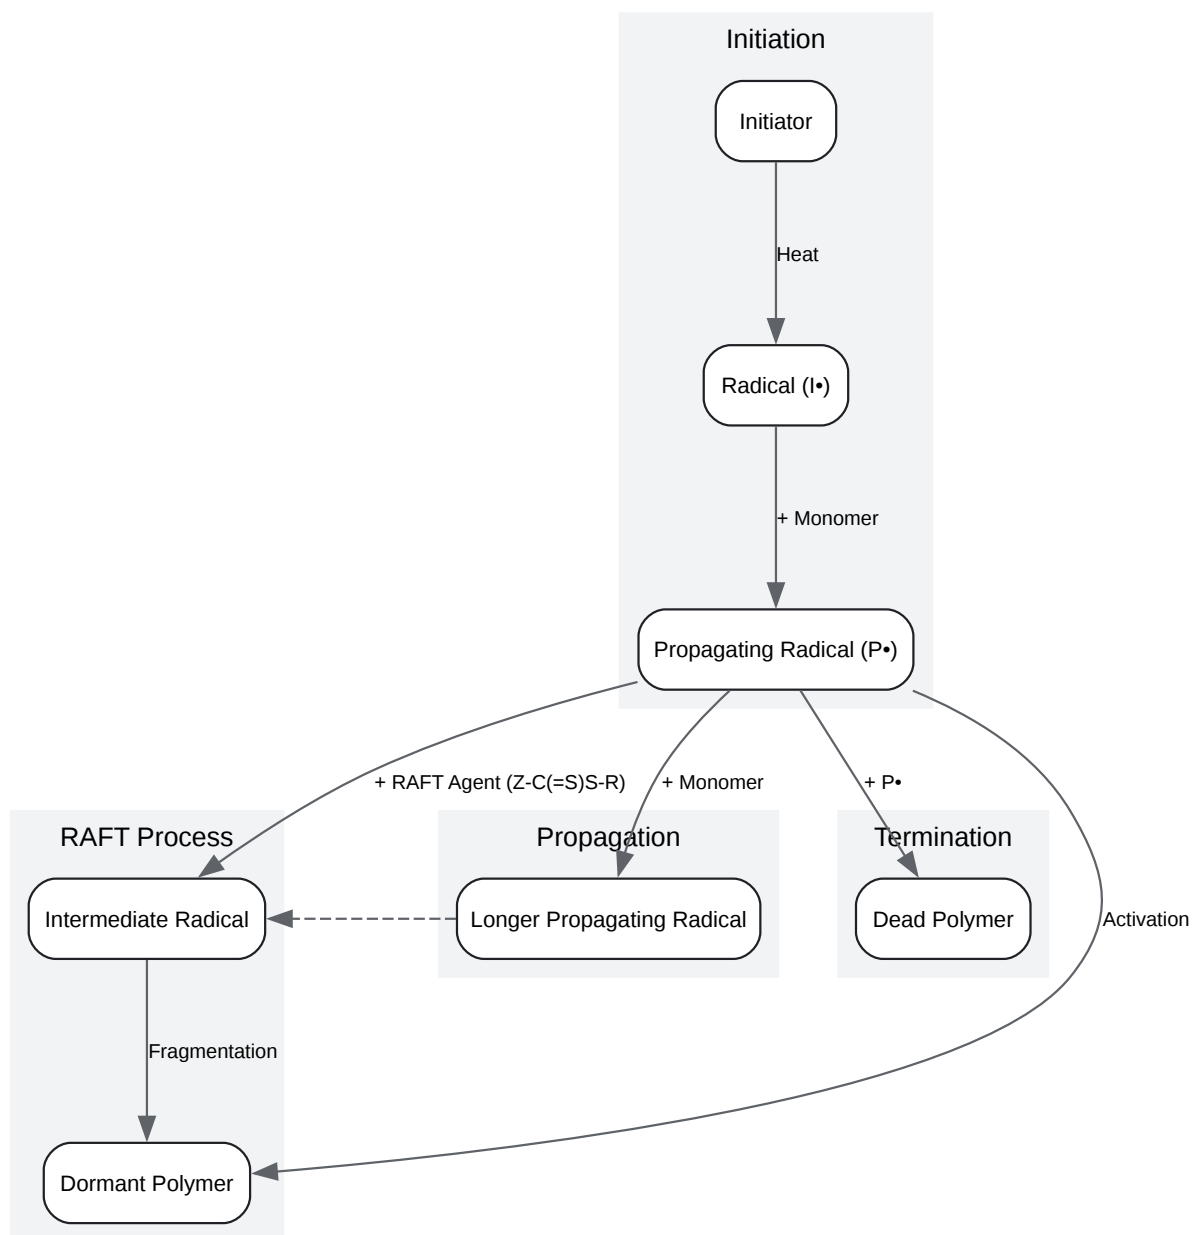 Initiation
Initiator
Heat
Radical (I•)
+ Monomer
Propagating Radical (P•)
+ RAFT Agent (Z-C(=S)S-R)
+ Monomer
+ P•
RAFT Process
Propagation
Termination
Intermediate Radical
Longer Propagating Radical
Dead Polymer
Activation
Fragmentation
Dormant Polymer